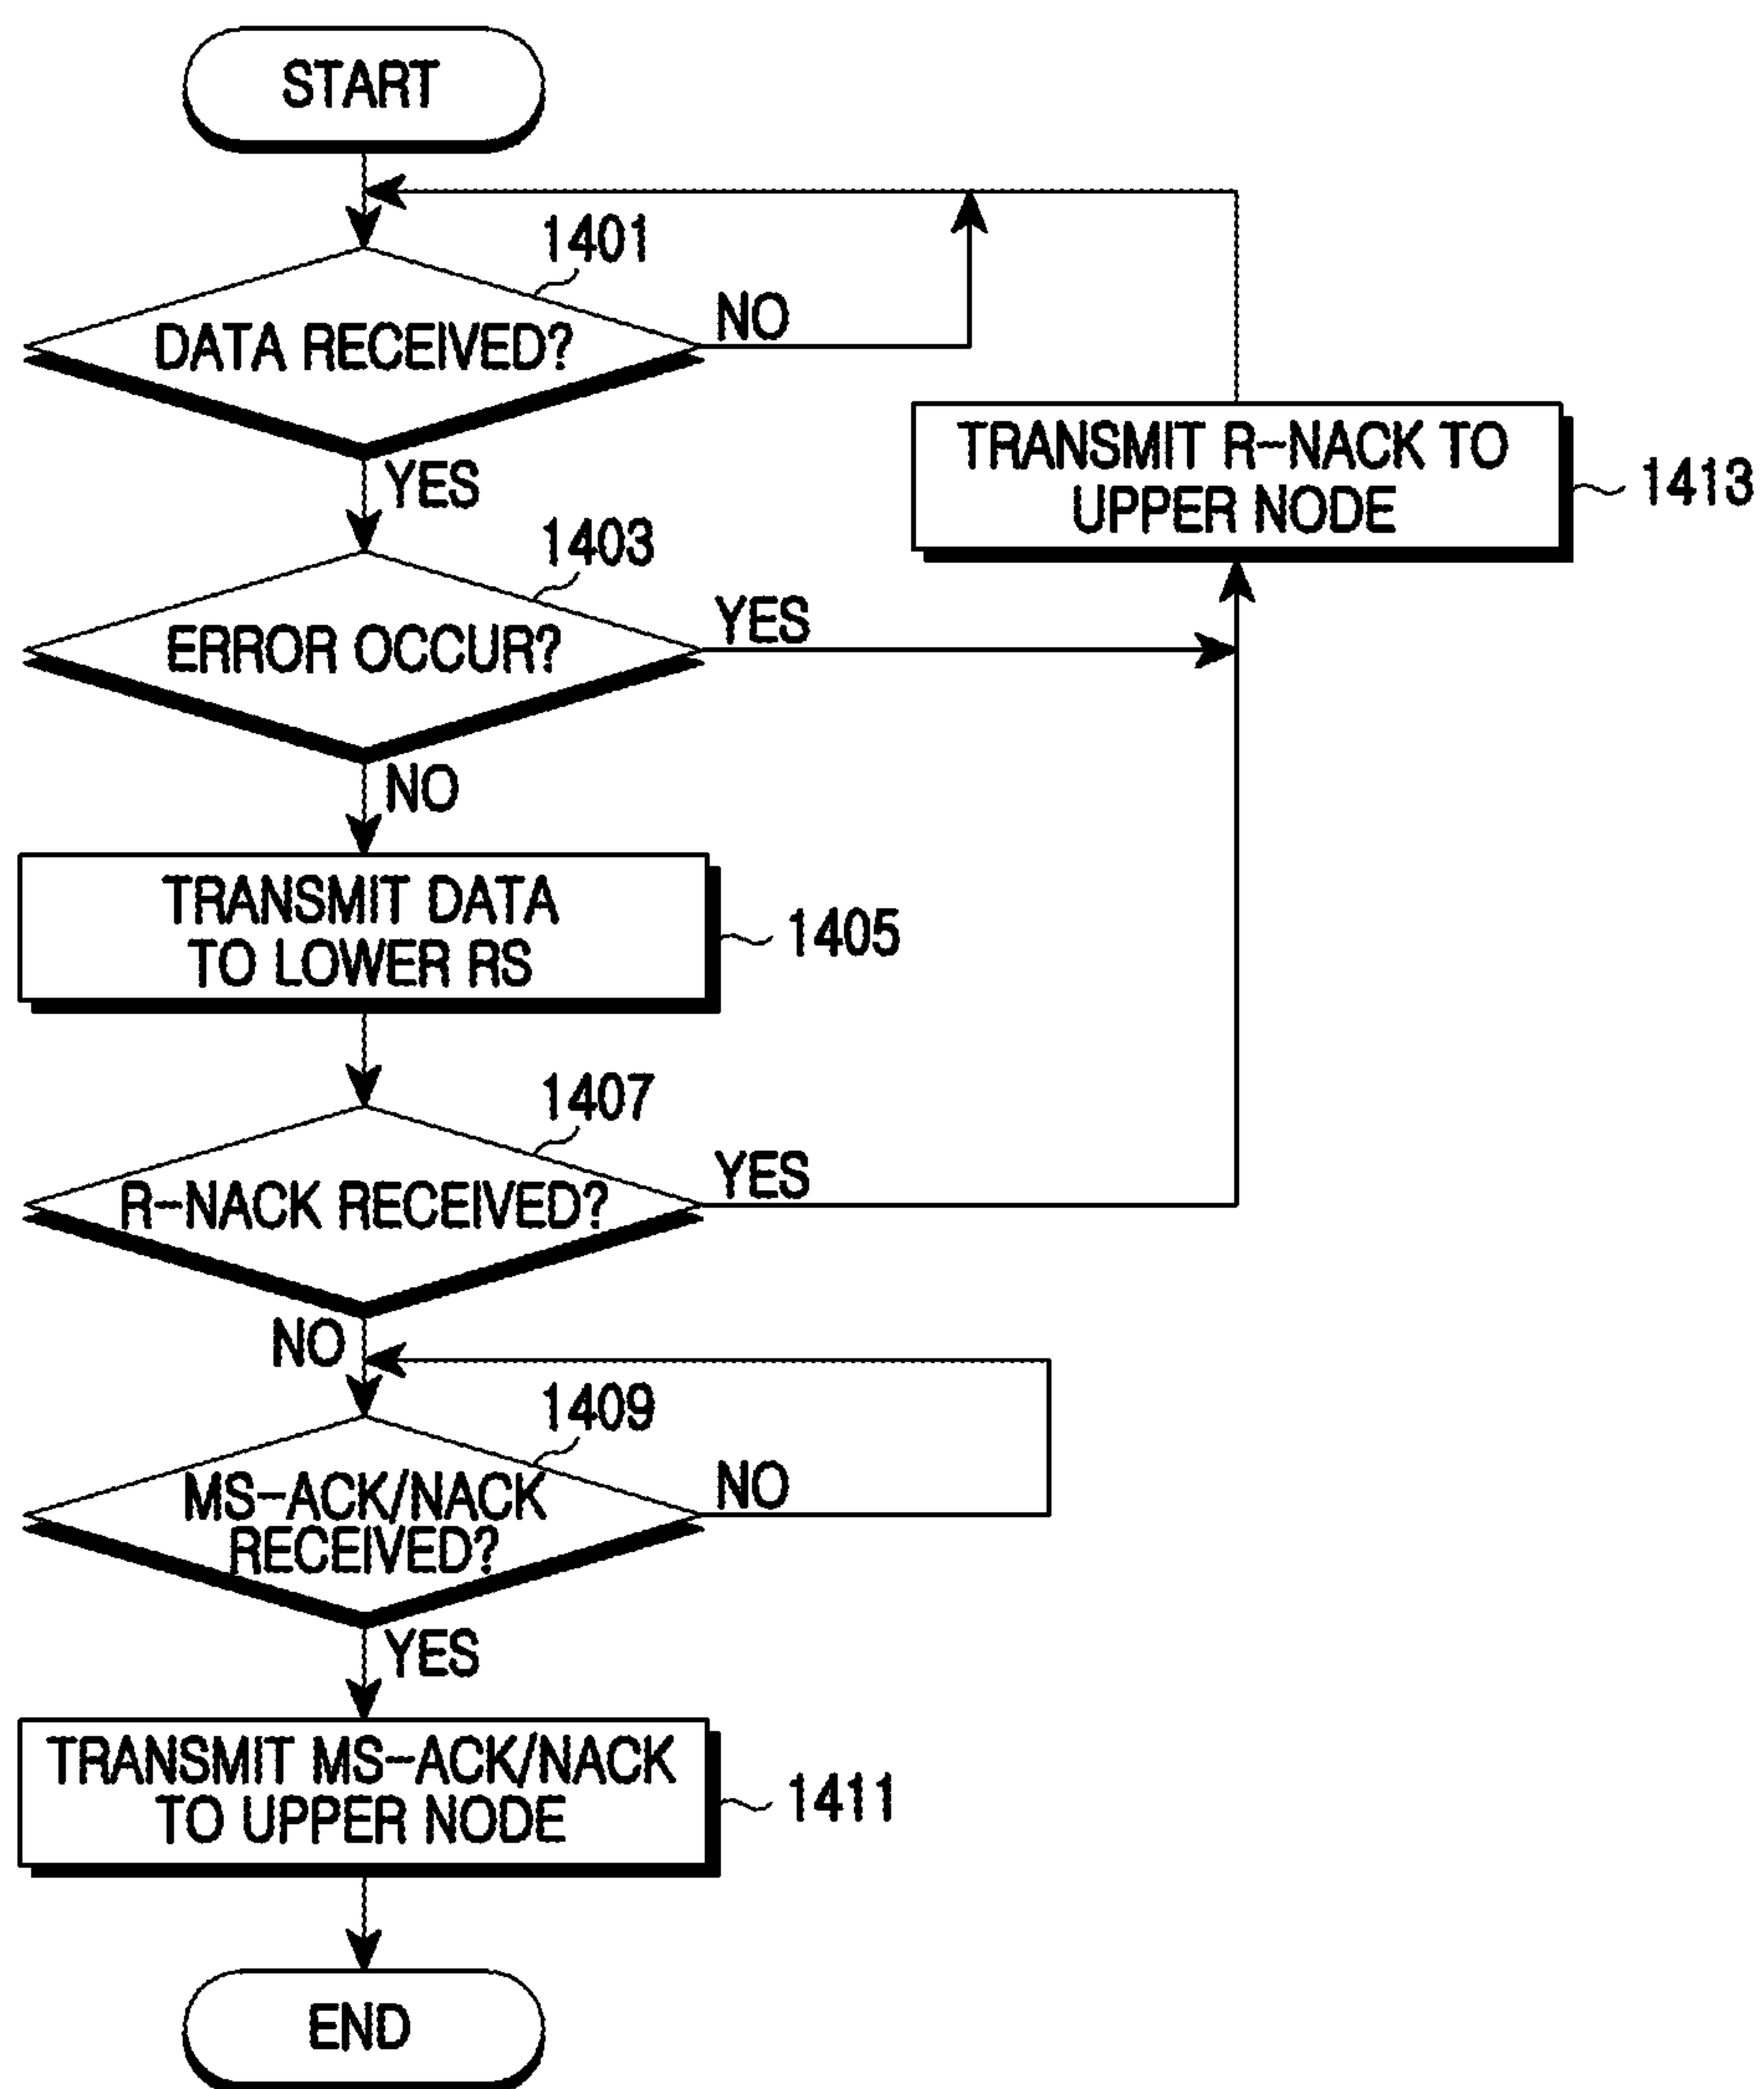 START
1401
DATA RECEIVED?
NO
YES
TRANSMIT R-NACK TO
UPPER NODE
1413
1403
ERROR OCCUR?
YES
NO
TRANSMIT DATA
TO LOWER RS
1405
1407
R-NACK RECEIVED?
YES
NO
1409
MS-ACK/NACK
RECEIVED?
NO
YES
TRANSMIT MS-ACK/NACK
TO UPPER NODE
1411
END